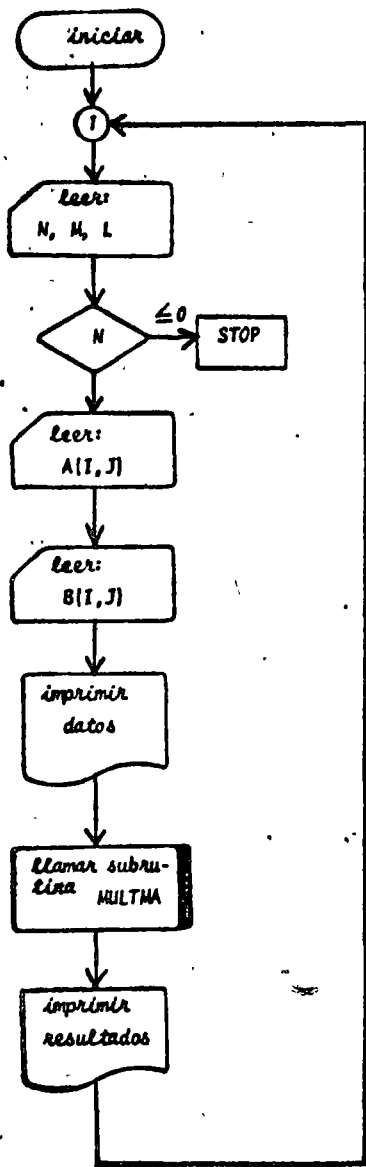 iniciar
1
leer:
N, M, L
N
≤0
STOP
leer:
A(I,J)
leer:
B(I,J)
imprimir
datos
llamar subru-
tina MULTMA
imprimir
resultados